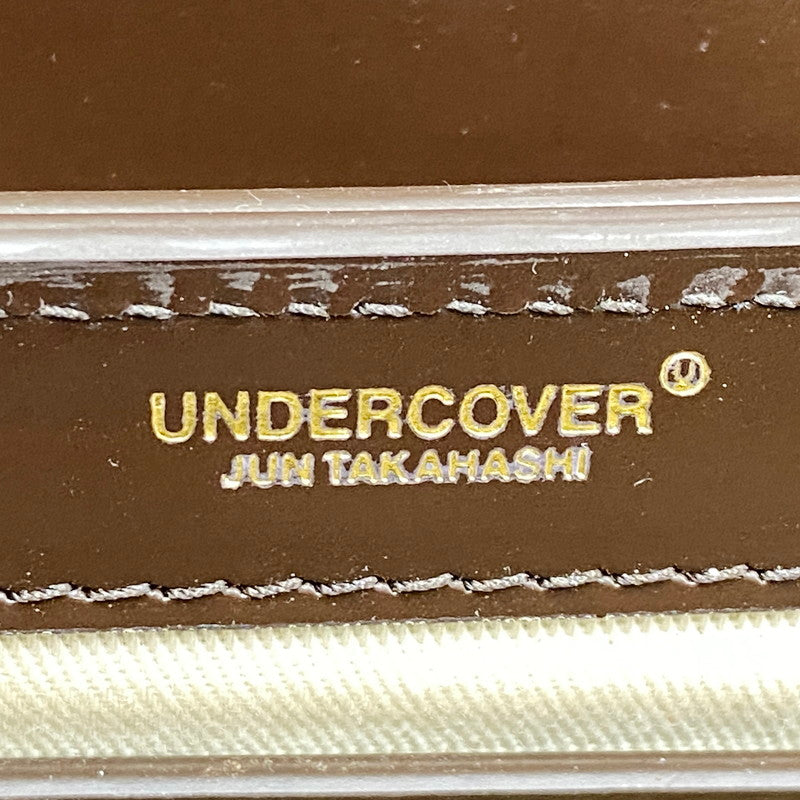 UNDERCOVER Ⓤ
JUN TAKAHASHI